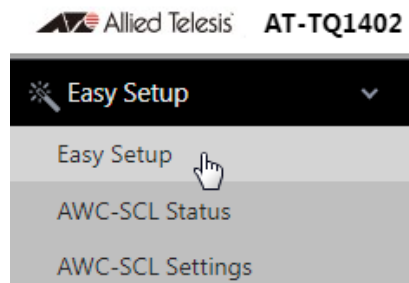 Allied Telesis AT-TQ1402
Easy Setup
Easy Setup
AWC-SCL Status
AWC-SCL Settings